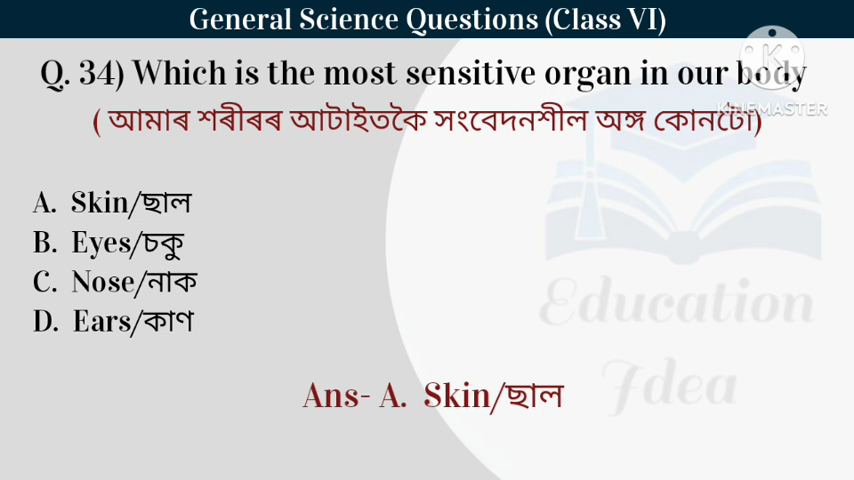 General Science Questions (Class VI)
Q. 34) Which is the most sensitive organ in our body
( আমাৰ শৰীৰৰ আটাইতকৈ সংবেদনশীল অঙ্গ কোনটো)
A. Skin/ছাল
B. Eyes/চকু
C. Nose/নাক
D. Ears/কাণ
Ans- A. Skin/ছাল
KINEMASTER
Education
Idea